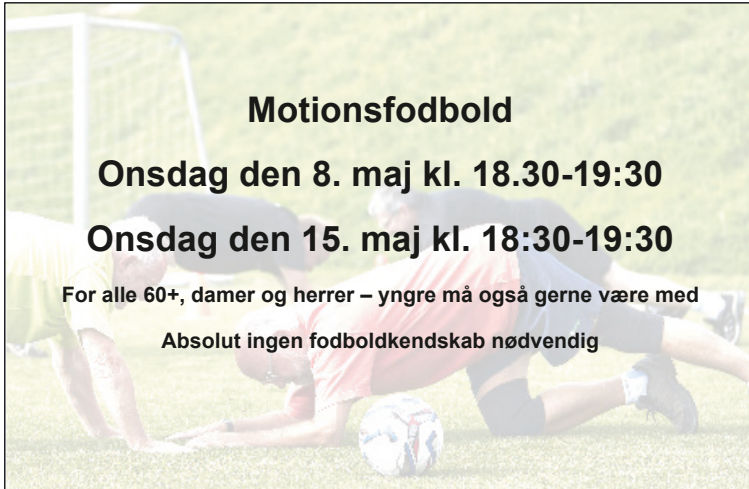 Motionsfodbold
Onsdag den 8. maj kl. 18.30-19:30
Onsdag den 15. maj kl. 18:30-19:30
For alle 60+, damer og herrer – yngre må også gerne være med
Absolut ingen fodboldkendskab nødvendig